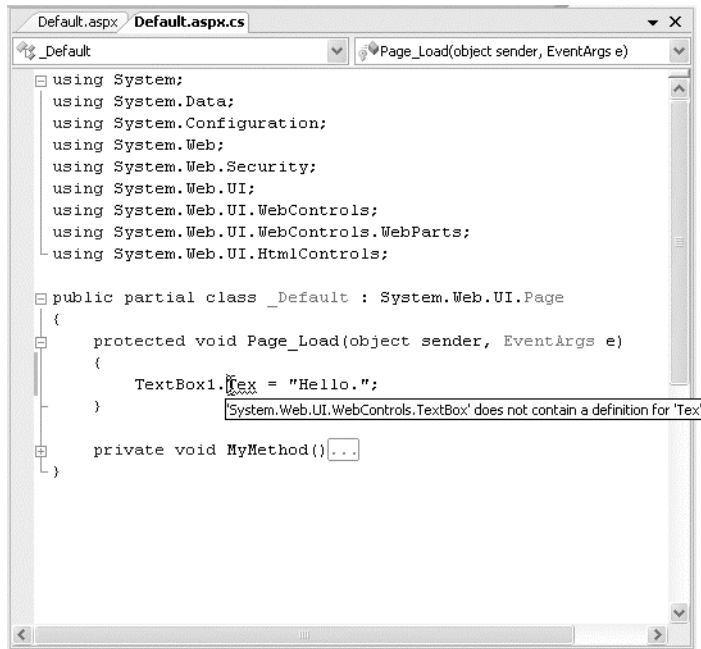 Default.aspx Default.aspx.cs
_Default Page_Load(object sender, EventArgs e)
using System;
using System.Data;
using System.Configuration;
using System.Web;
using System.Web.Security;
using System.Web.UI;
using System.Web.UI.WebControls;
using System.Web.UI.WebControls.WebParts;
using System.Web.UI.HtmlControls;
public partial class _Default : System.Web.UI.Page
{
protected void Page_Load(object sender, EventArgs e)
{
TextBox1.Tex = "Hello.";
}
'System.Web.UI.WebControls.TextBox' does not contain a definition for 'Tex'
private void MyMethod()...
}